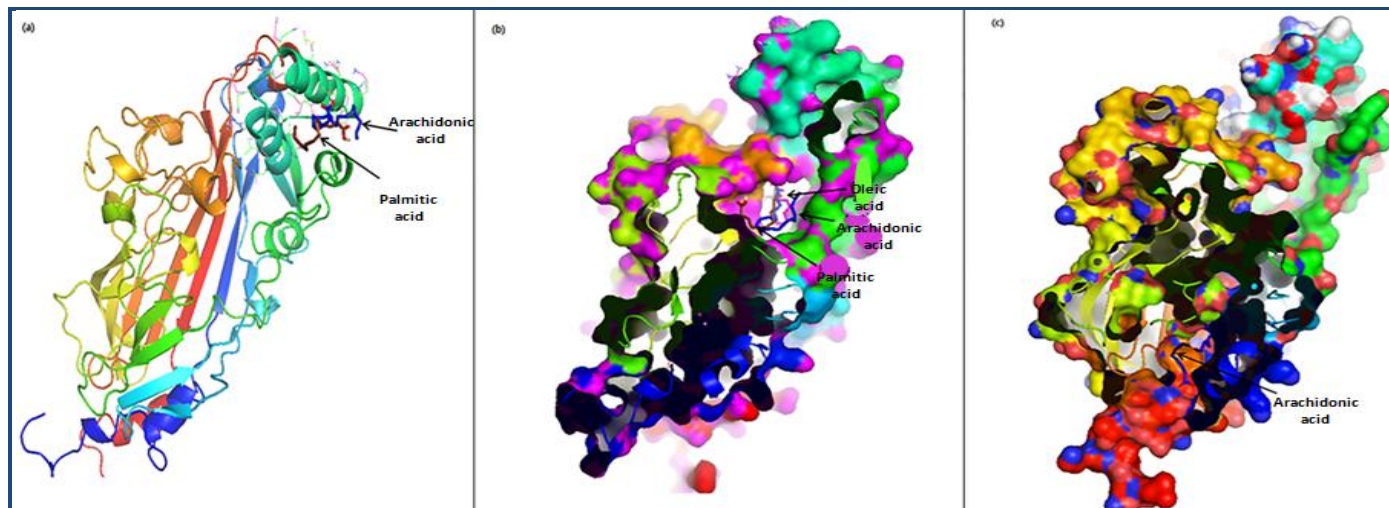 (a)
Arachidonic
acid
Palmitic
acid
(b)
Oleic
acid
Arachidonic
acid
Palmitic
acid
(c)
Arachidonic
acid